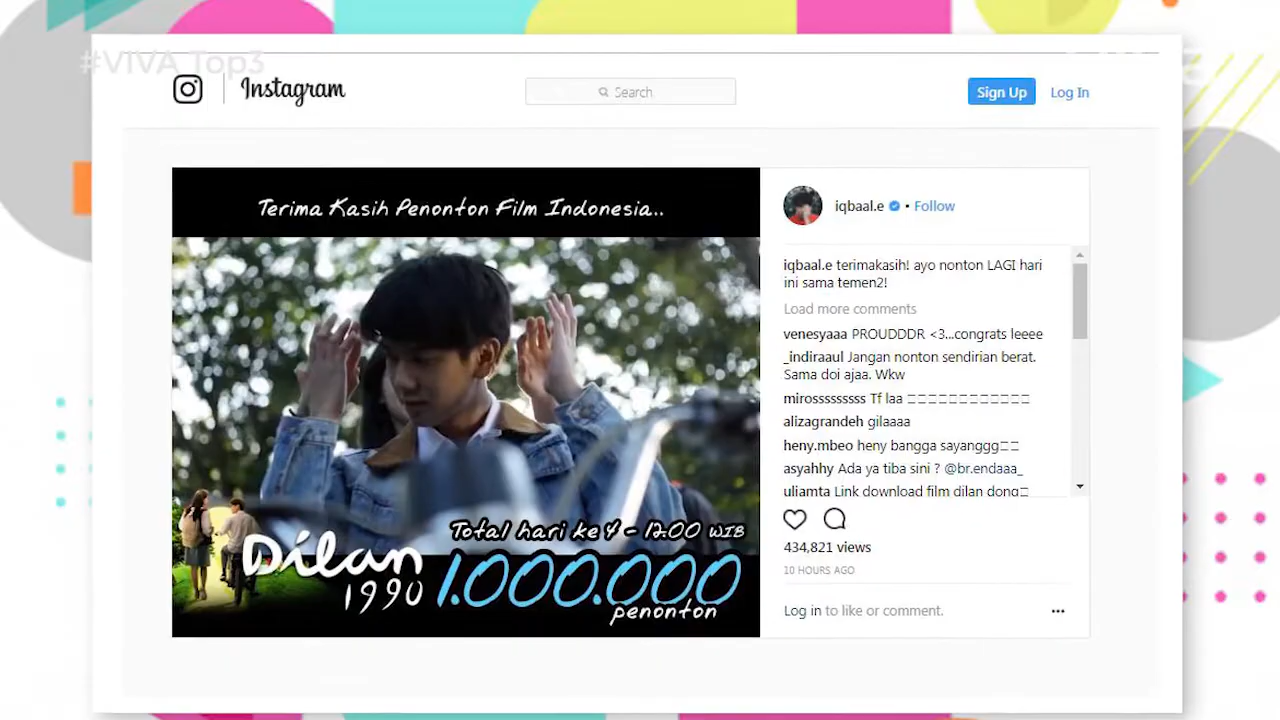 #VIVA Top3
Instagram
Search
Sign Up
Log In
Terima Kasih Penonton Film Indonesia..
Total hari ke 4 - 12.00 WIB
Dilan
1990
1.000.000
penonton
iqbaal.e • Follow
iqbaal.e terimakasih! ayo nonton LAGI hari
ini sama temen2!
Load more comments
venesyaaa PROUDDDR <3...congrats leeee
_indiraaul Jangan nonton sendirian berat.
Sama doi ajaa. Wkw
mirosssssssss Tf laa
alizagrandeh gilaaaa
heny.mbeo heny bangga sayanggg
asyahhy Ada ya tiba sini ? @br.endaaa_
uliamta Link download film dilan dong
434,821 views
10 HOURS AGO
Log in to like or comment.